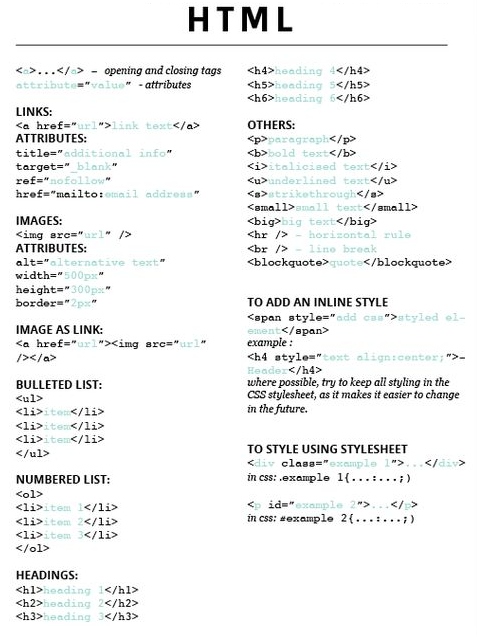 HTML
<a>...</a> – opening and closing tags
attribute="value" - attributes
LINKS:
<a href="url">link text</a>
ATTRIBUTES:
title="additional info"
target="_blank"
ref="nofollow"
href="mailto:email address"
IMAGES:
<img src="url" />
ATTRIBUTES:
alt="alternative text"
width="500px"
height="300px"
border="2px"
IMAGE AS LINK:
<a href="url"><img src="url"
/></a>
BULLETED LIST:
<ul>
<li>item</li>
<li>item</li>
<li>item</li>
</ul>
NUMBERED LIST:
<ol>
<li>item 1</li>
<li>item 2</li>
<li>item 3</li>
</ol>
HEADINGS:
<h1>heading 1</h1>
<h2>heading 2</h2>
<h3>heading 3</h3>
<h4>heading 4</h4>
<h5>heading 5</h5>
<h6>heading 6</h6>
OTHERS:
<p>paragraph</p>
<b>bold text</b>
<i>italicised text</i>
<u>underlined text</u>
<s>strikethrough</s>
<small>small text</small>
<big>big text</big>
<hr /> - horizontal rule
<br /> - line break
<blockquote>quote</blockquote>
TO ADD AN INLINE STYLE
<span style="add css">styled el-
ement</span>
example :
<h4 style="text align:center;">-
Header</h4>
where possible, try to keep all styling in the
CSS stylesheet, as it makes it easier to change
in the future.
TO STYLE USING STYLESHEET
<div class="example 1">...</div>
in css: .example 1{...:...;)
<p id="example 2">...</p>
in css: #example 2{...:...;)